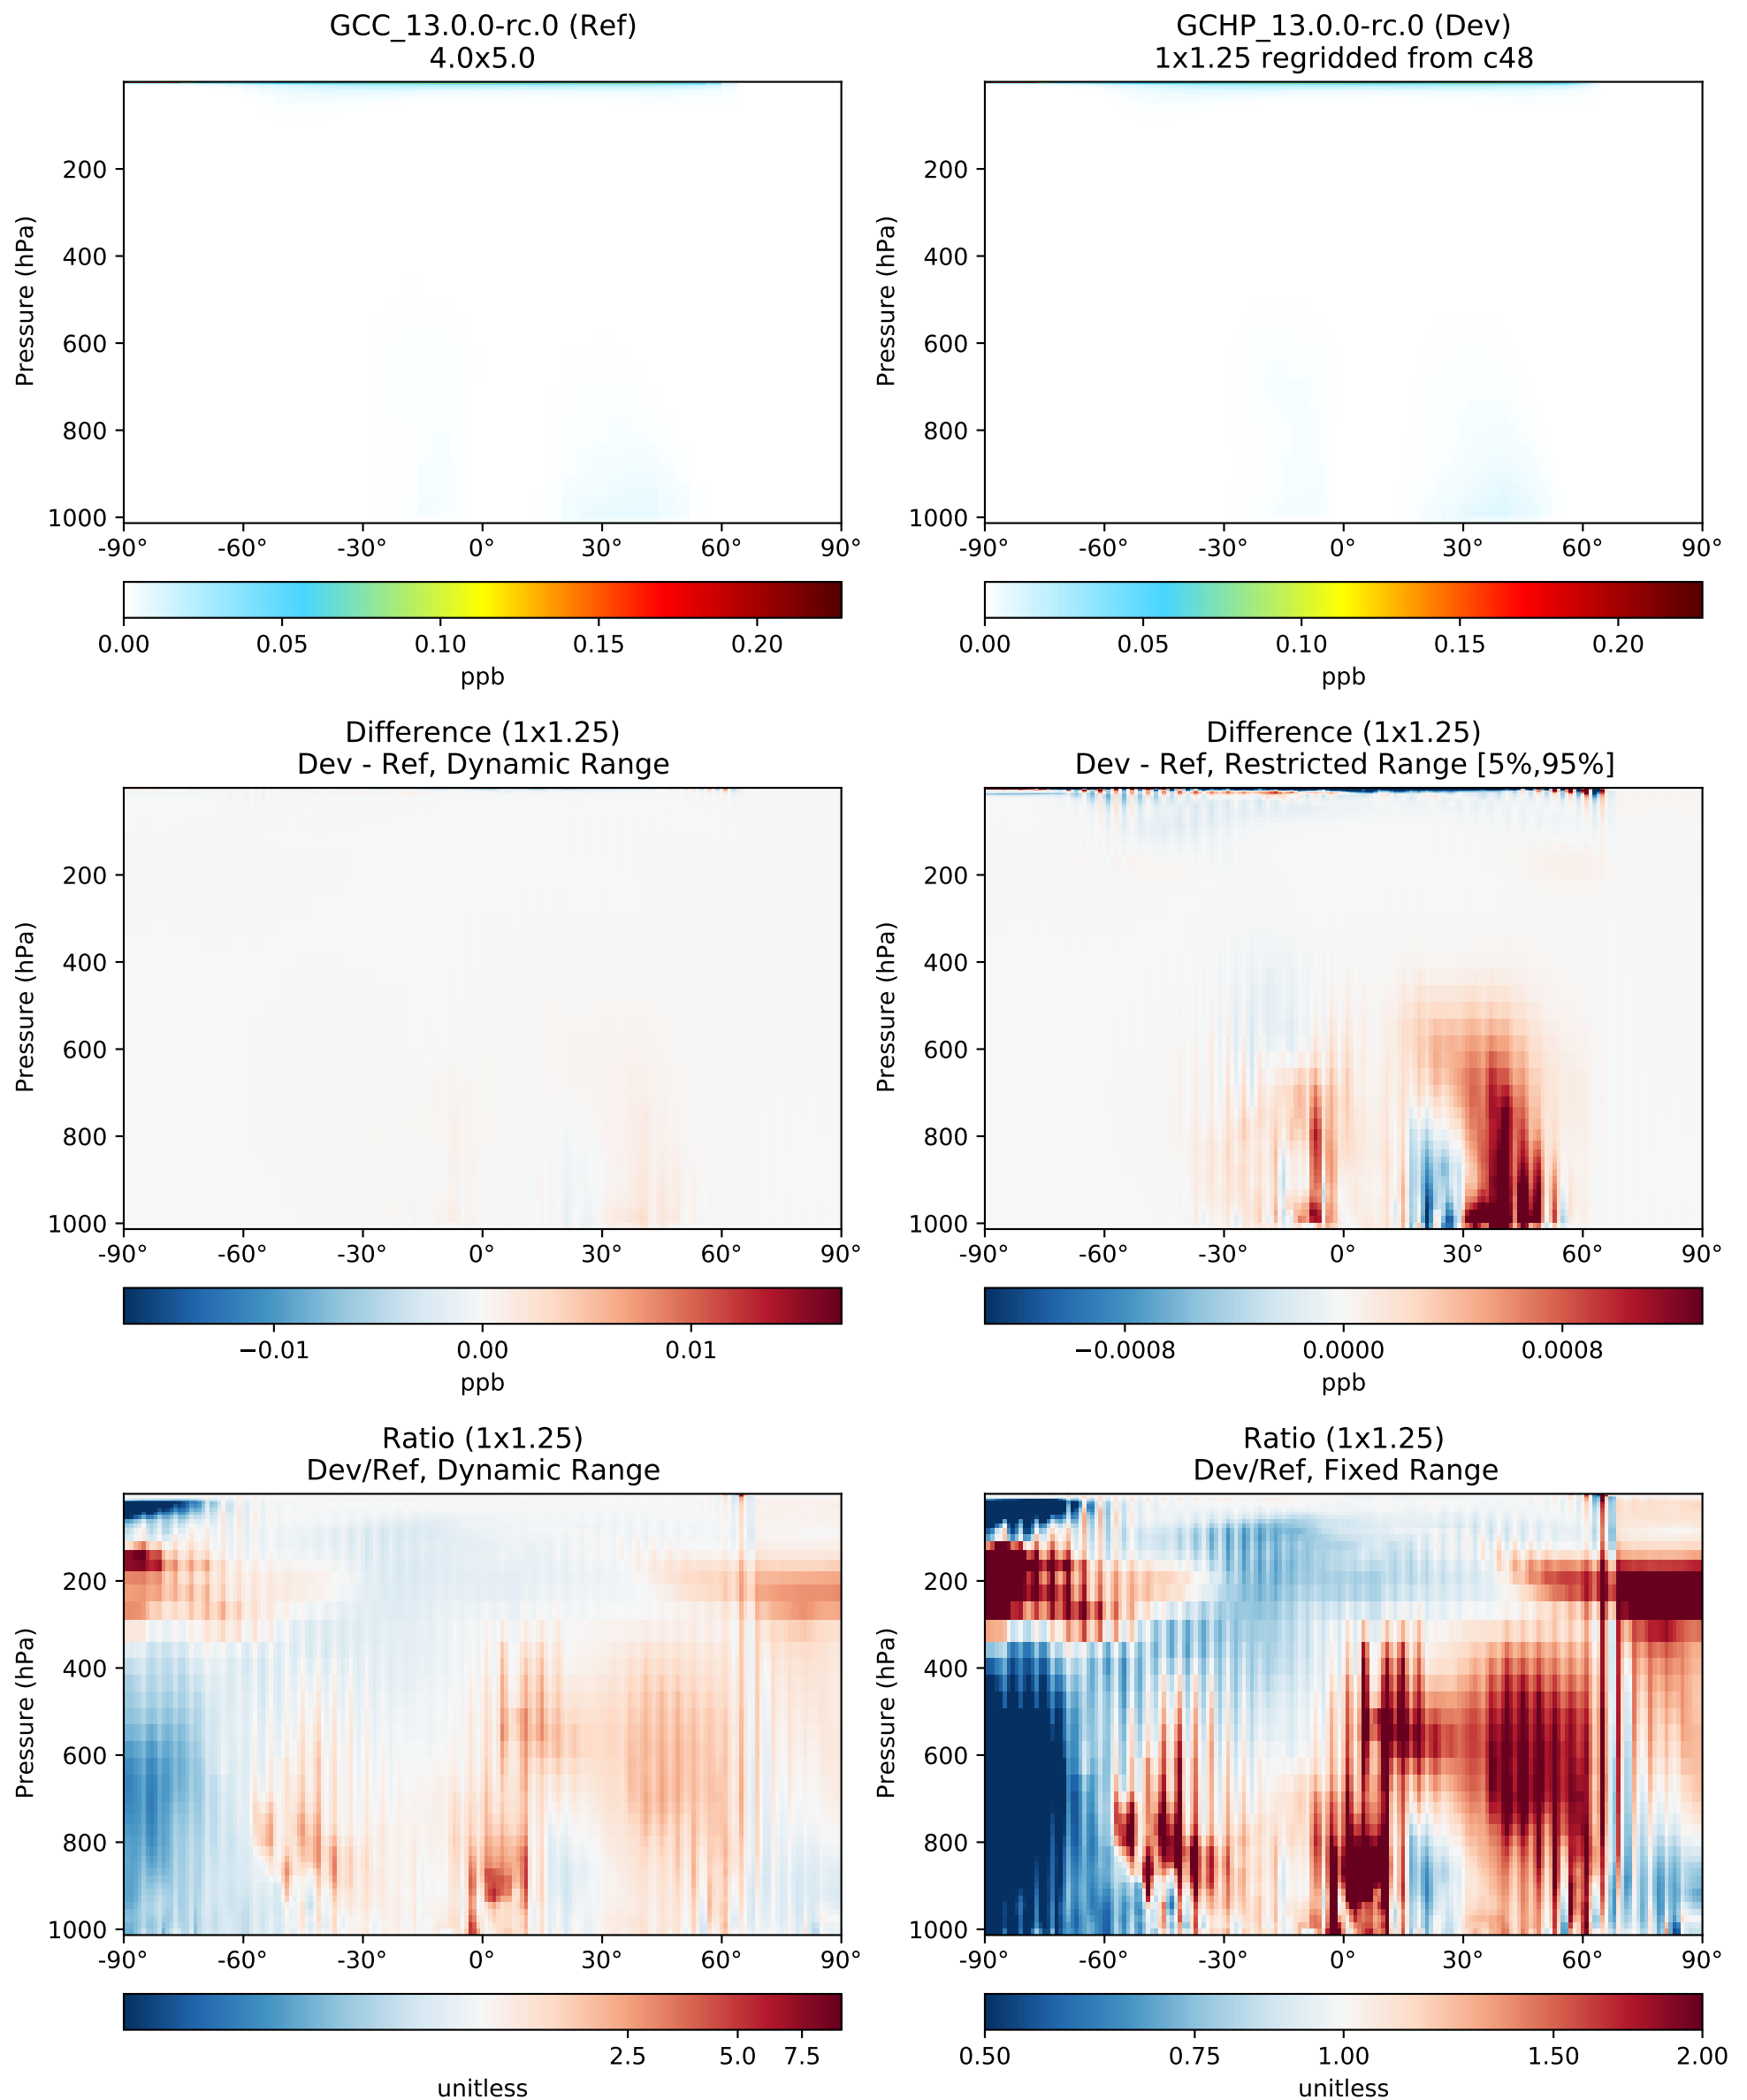 GCC_13.0.0-rc.0 (Ref)
4.0x5.0
Pressure (hPa)
200
400
600
800
1000
-90° -60° -30° 0° 30° 60° 90°
0.00 0.05 0.10 0.15 0.20
ppb
GCHP_13.0.0-rc.0 (Dev)
1x1.25 regridded from c48
Pressure (hPa)
200
400
600
800
1000
-90° -60° -30° 0° 30° 60° 90°
0.00 0.05 0.10 0.15 0.20
ppb
Difference (1x1.25)
Dev - Ref, Dynamic Range
Pressure (hPa)
200
400
600
800
1000
-90° -60° -30° 0° 30° 60° 90°
−0.01 0.00 0.01
ppb
Difference (1x1.25)
Dev - Ref, Restricted Range [5%,95%]
Pressure (hPa)
200
400
600
800
1000
-90° -60° -30° 0° 30° 60° 90°
−0.0008 0.0000 0.0008
ppb
Ratio (1x1.25)
Dev/Ref, Dynamic Range
Pressure (hPa)
200
400
600
800
1000
-90° -60° -30° 0° 30° 60° 90°
2.5 5.0 7.5
unitless
Ratio (1x1.25)
Dev/Ref, Fixed Range
Pressure (hPa)
200
400
600
800
1000
-90° -60° -30° 0° 30° 60° 90°
0.50 0.75 1.00 1.50 2.00
unitless